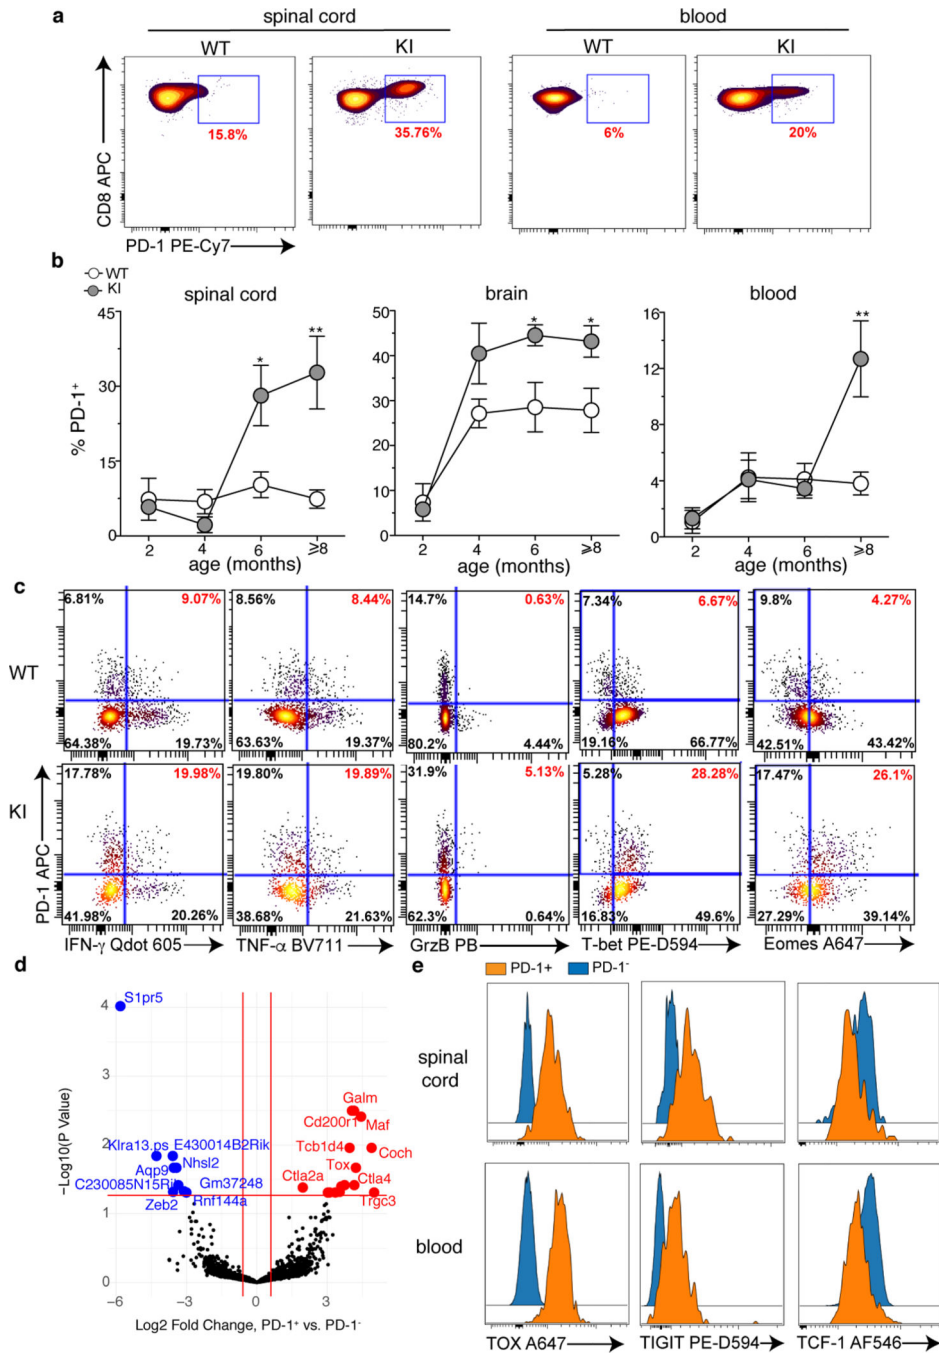 a
spinal cord
blood
WT
KI
WT
KI
CD8 APC
15.8%
35.76%
6%
20%
PD-1 PE-Cy7
b
WT
KI
spinal cord
brain
blood
% PD-1+
45
30
15
0
50
40
30
20
10
0
16
12
8
4
0
*
**
*
*
**
2
4
6
≥8
2
4
6
≥8
2
4
6
≥8
age (months)
age (months)
age (months)
c
WT
6.81%
9.07%
8.56%
8.44%
14.7%
0.63%
7.34%
6.67%
9.8%
4.27%
64.38%
19.73%
63.63%
19.37%
80.2%
4.44%
19.16%
66.77%
42.51%
43.42%
KI
17.78%
19.98%
19.80%
19.89%
31.9%
5.13%
5.28%
28.28%
17.47%
26.1%
41.98%
20.26%
38.68%
21.63%
62.3%
0.64%
16.83%
49.6%
27.29%
39.14%
PD-1 APC
IFN-γ Qdot 605
TNF-α BV711
GrzB PB
T-bet PE-D594
Eomes A647
d
S1pr5
Galm
Cd200r1
Maf
Klra13.ps
E430014B2Rik
Tcb1d4
Coch
Aqp9
Nhsl2
Tox
C230085N15Rik
Gm37248
Ctla2a
Ctla4
Zeb2
Rnf144a
Trgc3
4
3
2
1
0
−6
−3
0
3
−Log10(P Value)
Log2 Fold Change, PD-1+ vs. PD-1-
e
PD-1+
PD-1-
spinal
cord
blood
TOX A647
TIGIT PE-D594
TCF-1 AF546